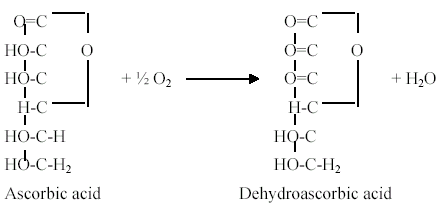 O=C O=C
HO-C O O=C O
HO-C + ½ O₂ O=C + H₂O
H-C H-C
HO-C-H HO-C
HO-C-H₂ HO-C-H₂
Ascorbic acid Dehydroascorbic acid